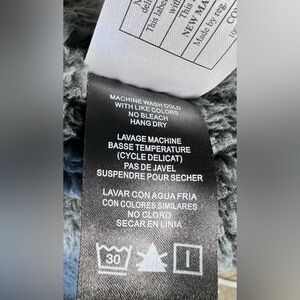 This label
NEW MA
Made by
MACHINE WASH COLD
WITH LIKE COLORS
NO BLEACH
HANG DRY
LAVAGE MACHINE
BASSE TEMPERATURE
(CYCLE DELICAT)
PAS DE JAVEL
SUSPENDRE POUR SECHER
LAVAR CON AGUA FRIA
CON COLORES SIMILARES
NO CLORO
SECAR EN LINIA
30